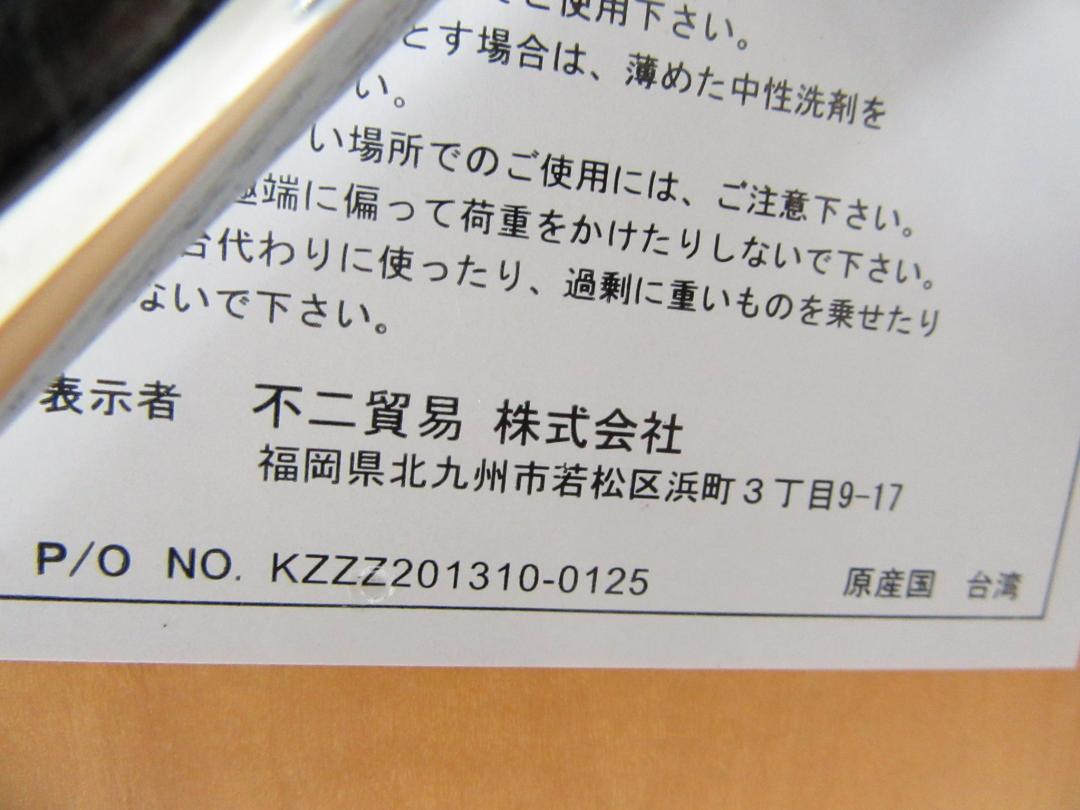 ご使用下さい。
とす場合は、薄めた中性洗剤を
い。
い場所でのご使用には、ご注意下さい。
極端に偏って荷重をかけたりしないで下さい。
台代わりに使ったり、過剰に重いものを乗せたり
ないで下さい。
表示者 不二貿易 株式会社
福岡県北九州市若松区浜町3丁目9-17
P/O NO. KZZZ201310-0125 原産国 台湾